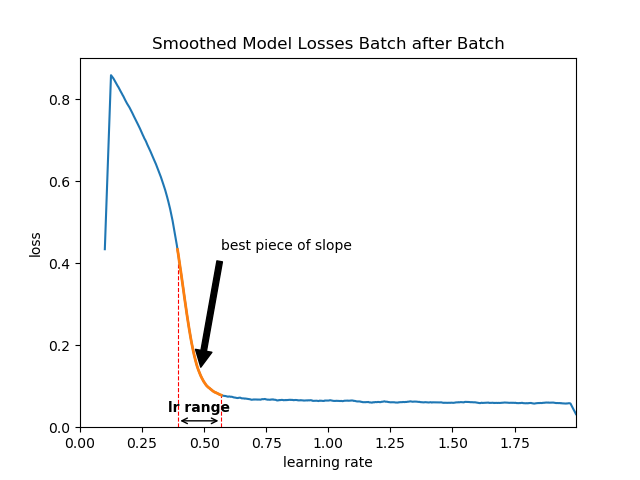 Smoothed Model Losses Batch after Batch
loss
0.8
0.6
0.4
0.2
0.0
best piece of slope
lr range
0.00 0.25 0.50 0.75 1.00 1.25 1.50 1.75
learning rate